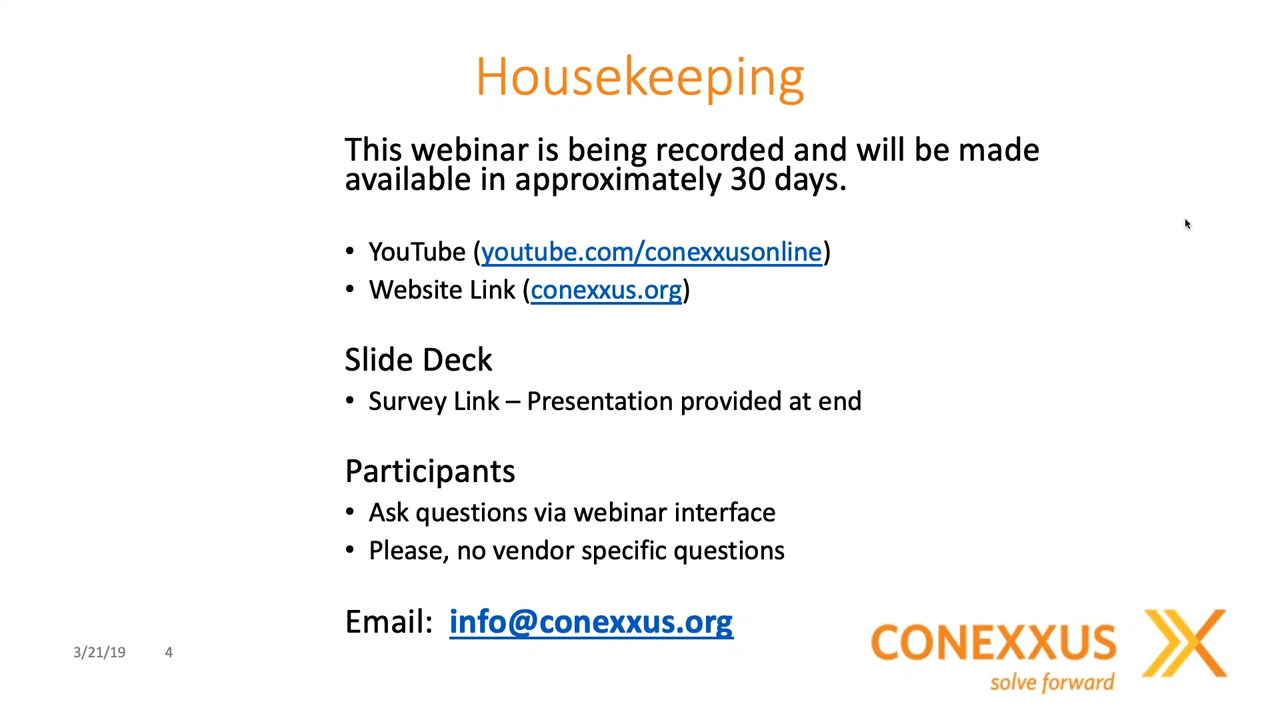 Housekeeping
This webinar is being recorded and will be made
available in approximately 30 days.
• YouTube (youtube.com/conexxusonline)
• Website Link (conexxus.org)
Slide Deck
• Survey Link – Presentation provided at end
Participants
• Ask questions via webinar interface
• Please, no vendor specific questions
Email: info@conexxus.org
3/21/19 4
CONEXXUS
solve forward